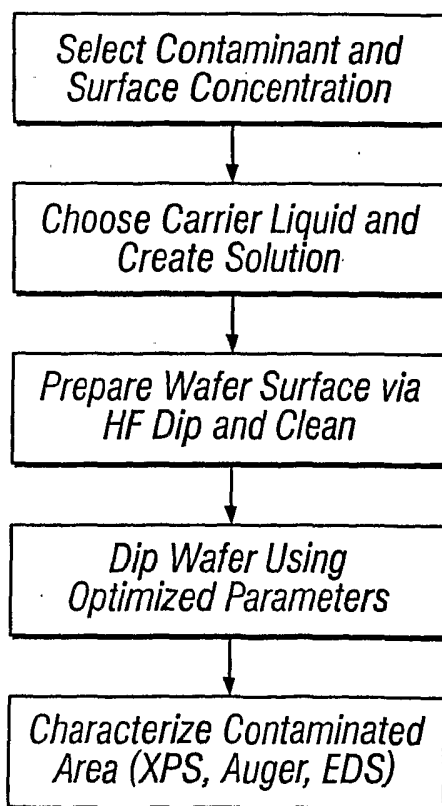 Select Contaminant and
Surface Concentration
Choose Carrier Liquid and
Create Solution
Prepare Wafer Surface via
HF Dip and Clean
Dip Wafer Using
Optimized Parameters
Characterize Contaminated
Area (XPS, Auger, EDS)